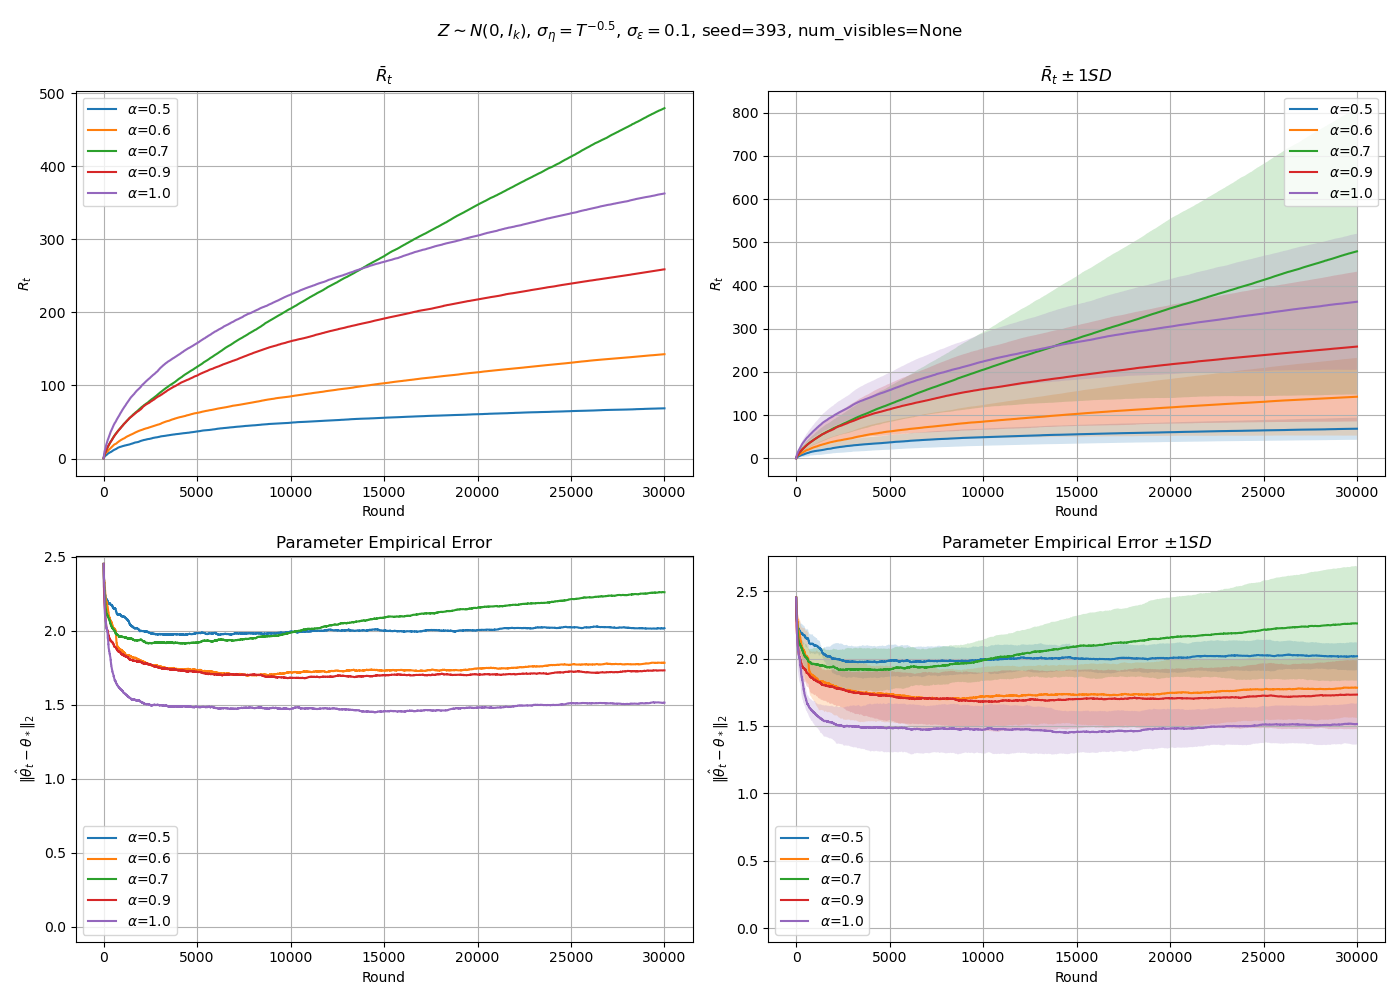 Z ~ N(0, I_k), σ_η = T^{-0.5}, σ_ε = 0.1, seed=393, num_visibles=None
R̄_t
R_t
500
400
300
200
100
0
α=0.5
α=0.6
α=0.7
α=0.9
α=1.0
0 5000 10000 15000 20000 25000 30000
Round
R̄_t ± 1SD
R_t
800
700
600
500
400
300
200
100
0
α=0.5
α=0.6
α=0.7
α=0.9
α=1.0
0 5000 10000 15000 20000 25000 30000
Round
Parameter Empirical Error
‖θ̂_t − θ_*‖_2
2.5
2.0
1.5
1.0
0.5
0.0
α=0.5
α=0.6
α=0.7
α=0.9
α=1.0
0 5000 10000 15000 20000 25000 30000
Round
Parameter Empirical Error ±1SD
‖θ̂_t − θ_*‖_2
2.5
2.0
1.5
1.0
0.5
0.0
α=0.5
α=0.6
α=0.7
α=0.9
α=1.0
0 5000 10000 15000 20000 25000 30000
Round